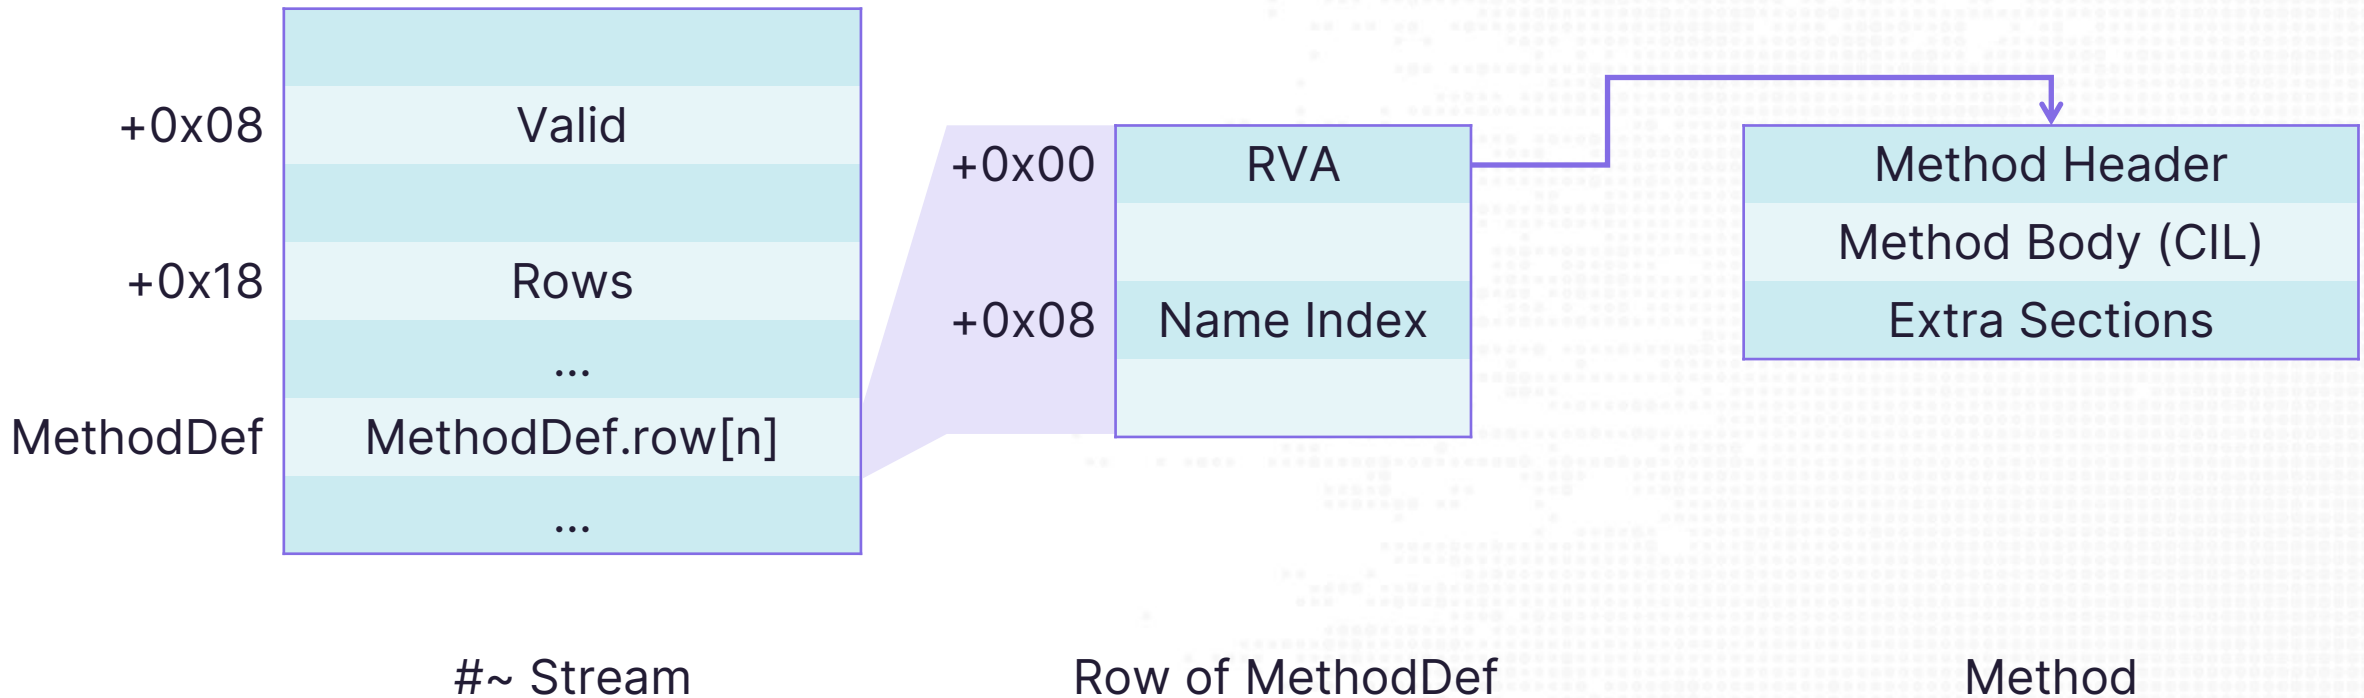 +0x08
Valid
+0x18
Rows
...
MethodDef
MethodDef.row[n]
...
#~ Stream
+0x00
RVA
+0x08
Name Index
Row of MethodDef
Method Header
Method Body (CIL)
Extra Sections
Method